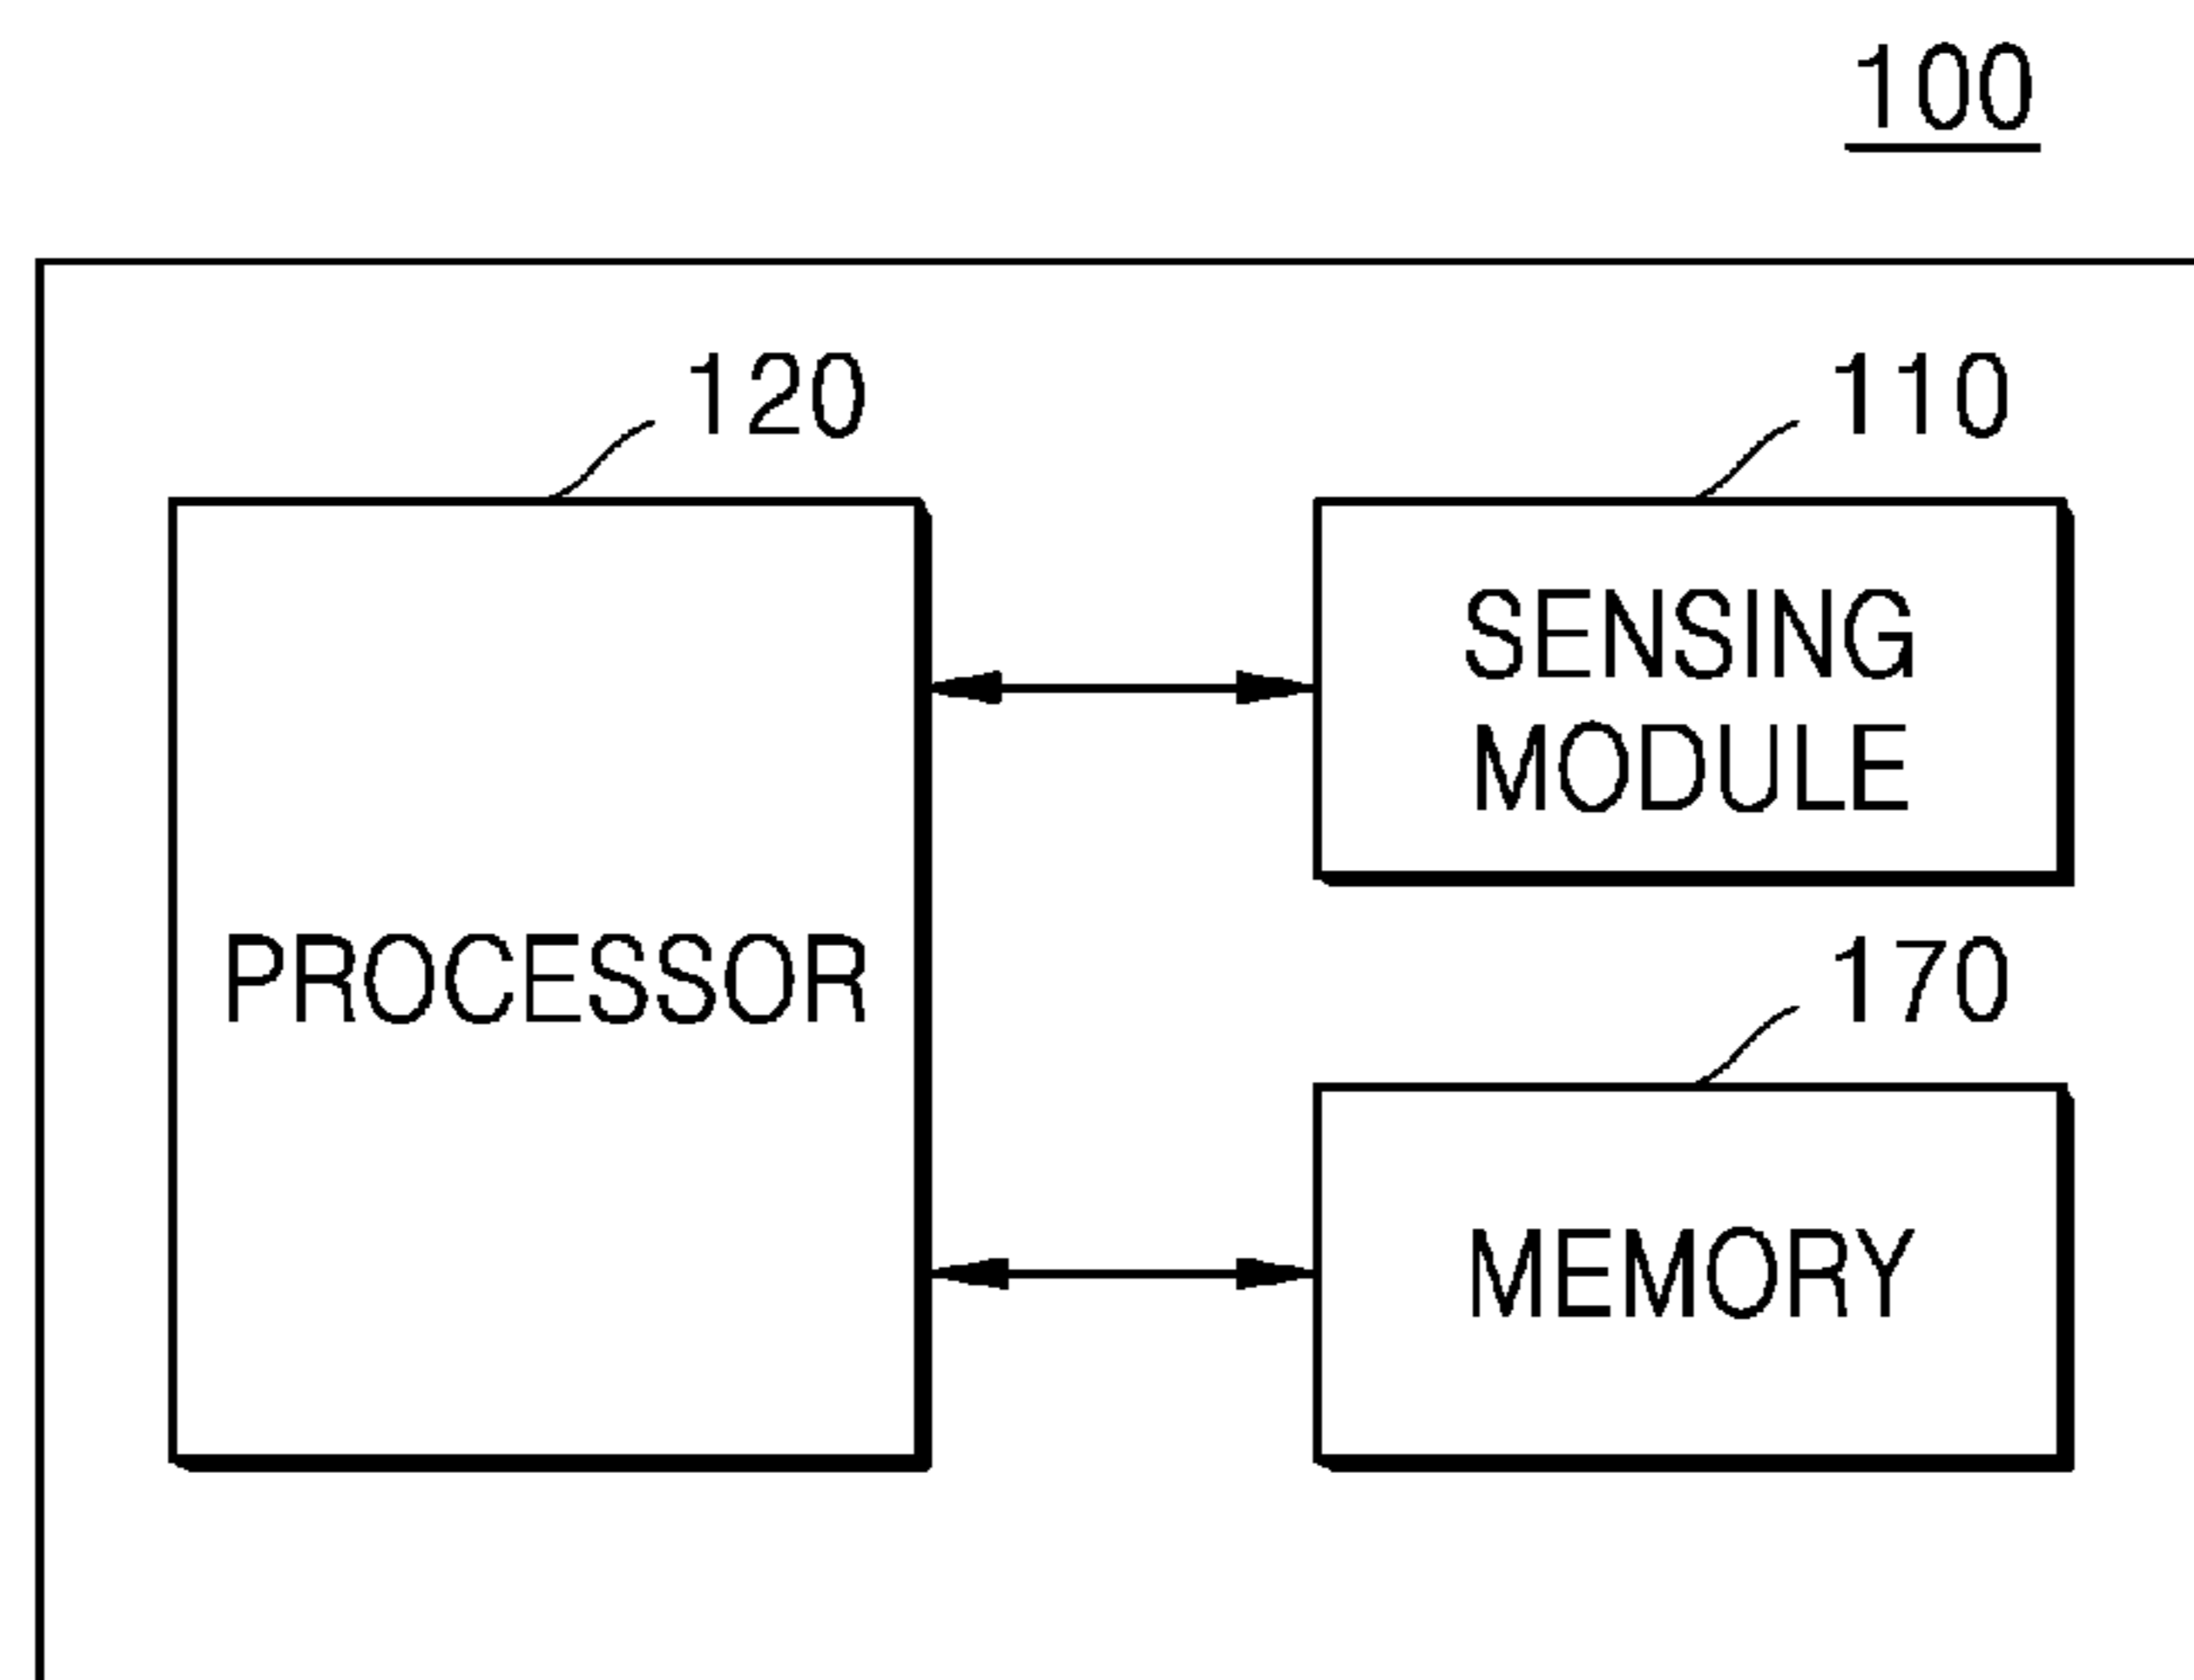 100
120
110
SENSING
MODULE
PROCESSOR
170
MEMORY